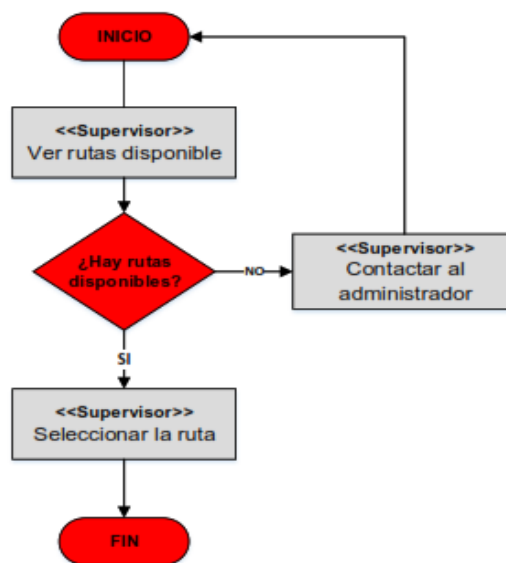 INICIO
<<Supervisor>>
Ver rutas disponible
¿Hay rutas
disponibles?
NO
<<Supervisor>>
Contactar al
administrador
SI
<<Supervisor>>
Seleccionar la ruta
FIN